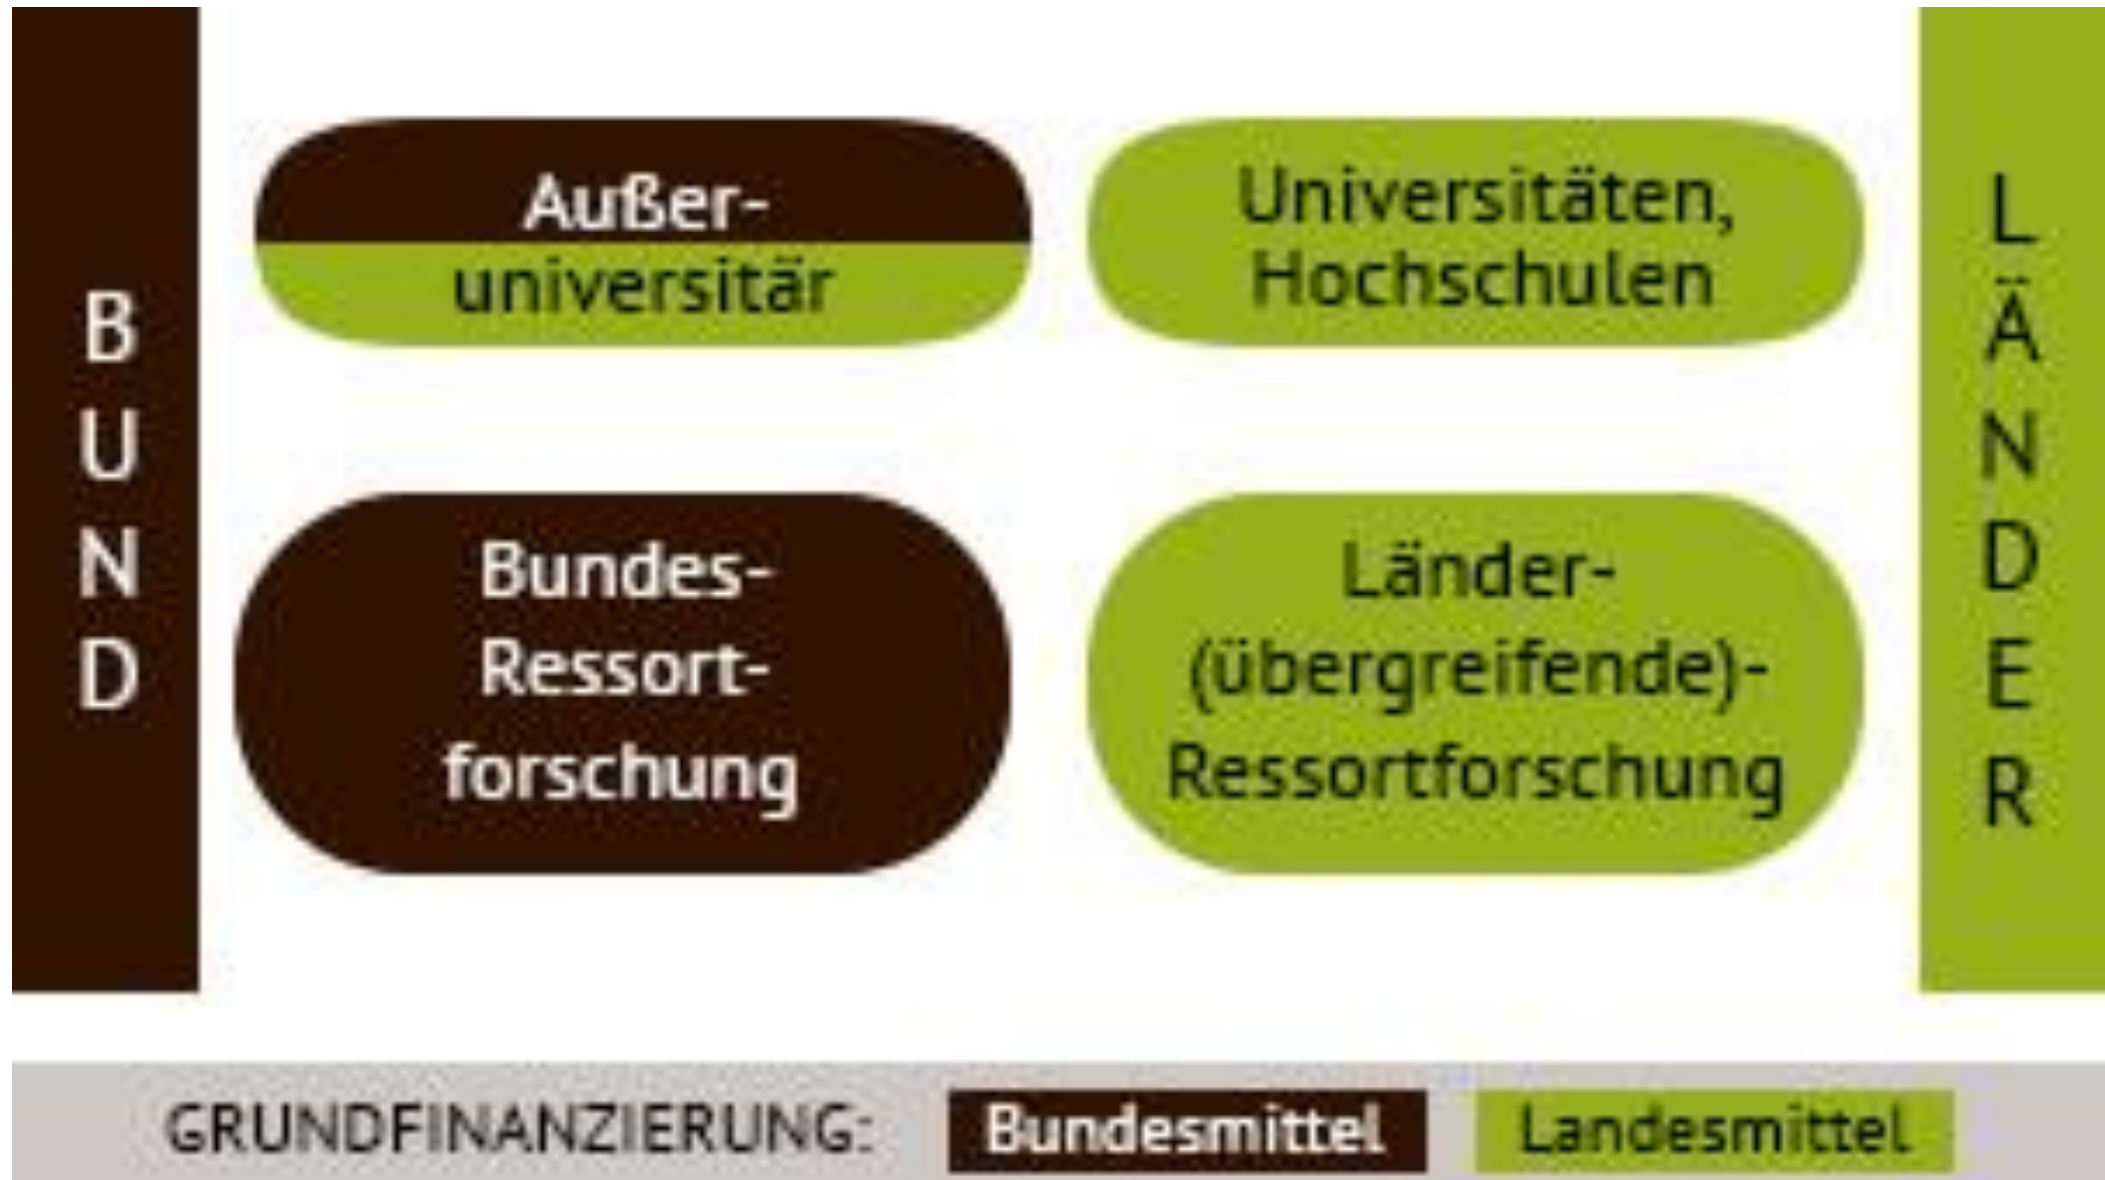 BUND
Außer-
universitär
Universitäten,
Hochschulen
Bundes-
Ressort-
forschung
Länder-
(übergreifende)-
Ressortforschung
LÄNDER
GRUNDFINANZIERUNG: Bundesmittel Landesmittel